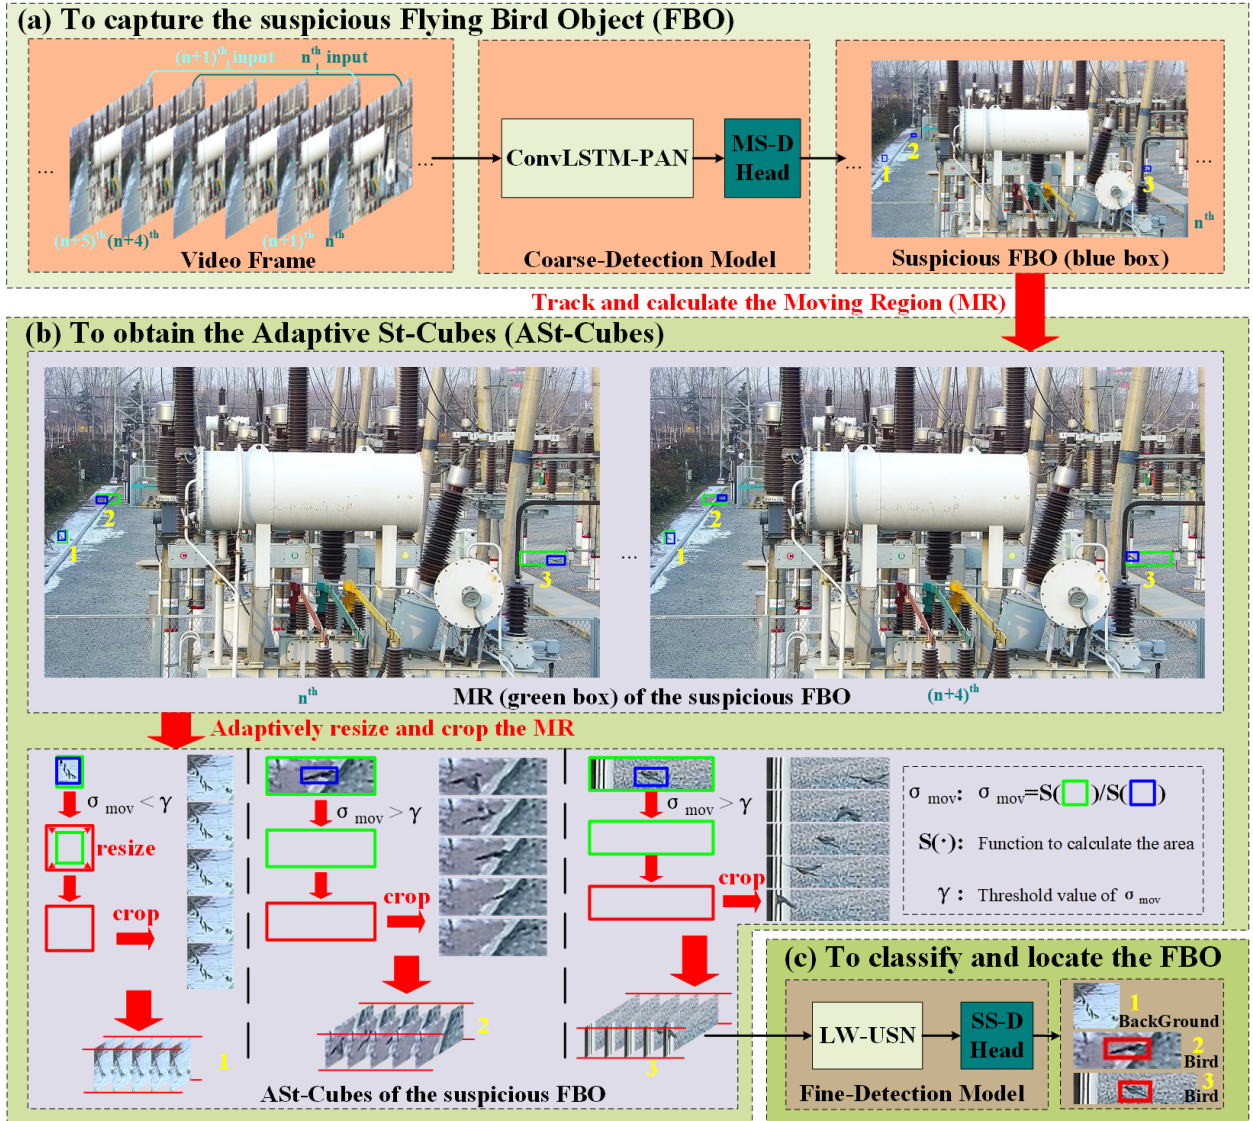 (a) To capture the suspicious Flying Bird Object (FBO)
(n+1)th input
nth input
...
...
(n+5)th (n+4)th
(n+1)th nth
Video Frame
ConvLSTM-PAN
MS-D
Head
Coarse-Detection Model
...
...
1
2
3
nth
Suspicious FBO (blue box)
Track and calculate the Moving Region (MR)
(b) To obtain the Adaptive St-Cubes (ASt-Cubes)
1
2
3
...
1
2
3
nth
MR (green box) of the suspicious FBO
(n+4)th
Adaptively resize and crop the MR
σ mov < γ
resize
crop
1
σ mov > γ
crop
2
σ mov > γ
crop
3
ASt-Cubes of the suspicious FBO
σ mov: σ mov=S( )/S( )
S(·): Function to calculate the area
γ : Threshold value of σ mov
(c) To classify and locate the FBO
LW-USN
SS-D
Head
Fine-Detection Model
1
BackGround
2
Bird
3
Bird